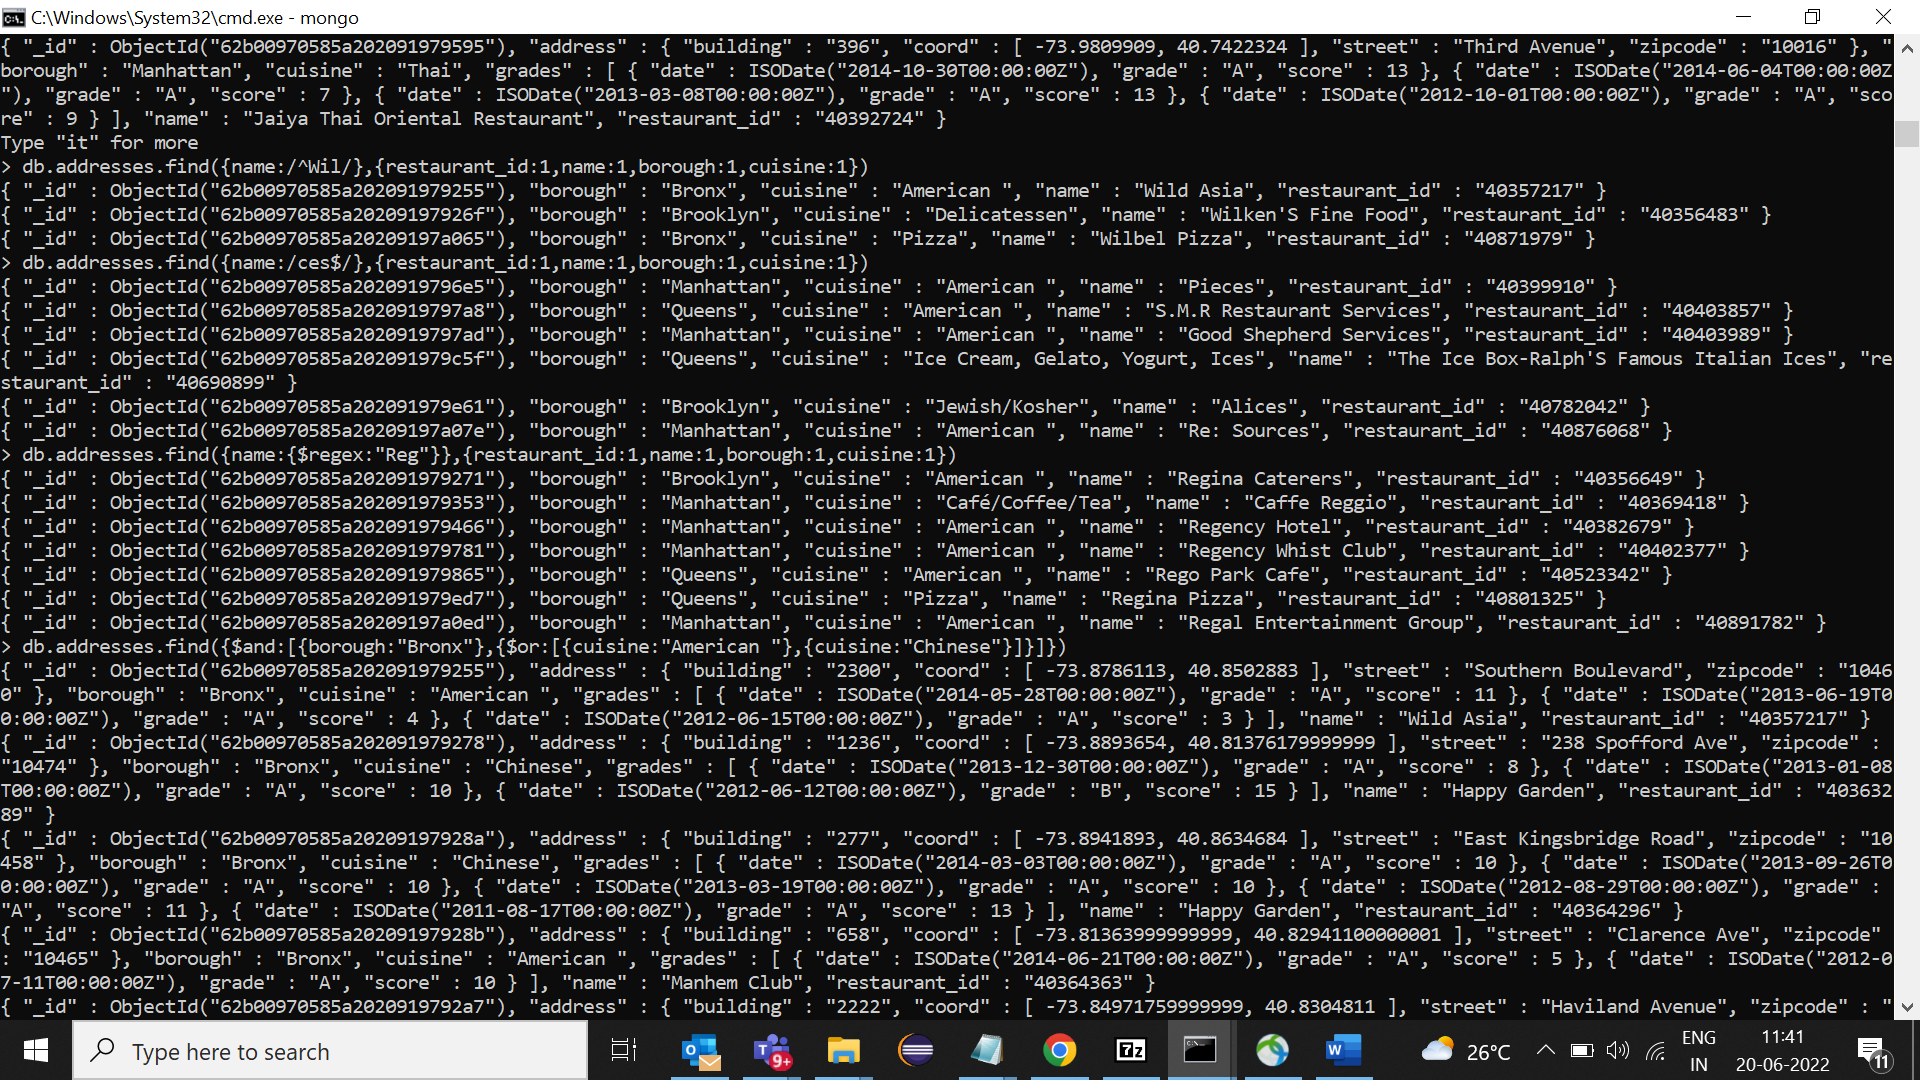 C:\Windows\System32\cmd.exe - mongo
{ "_id" : ObjectId("62b00970585a202091979595"), "address" : { "building" : "396", "coord" : [ -73.9809909, 40.7422324 ], "street" : "Third Avenue", "zipcode" : "10016" }, "
borough" : "Manhattan", "cuisine" : "Thai", "grades" : [ { "date" : ISODate("2014-10-30T00:00:00Z"), "grade" : "A", "score" : 13 }, { "date" : ISODate("2014-06-04T00:00:00Z
"), "grade" : "A", "score" : 7 }, { "date" : ISODate("2013-03-08T00:00:00Z"), "grade" : "A", "score" : 13 }, { "date" : ISODate("2012-10-01T00:00:00Z"), "grade" : "A", "sco
re" : 9 } ], "name" : "Jaiya Thai Oriental Restaurant", "restaurant_id" : "40392724" }
Type "it" for more
> db.addresses.find({name:/^Wil/},{restaurant_id:1,name:1,borough:1,cuisine:1})
{ "_id" : ObjectId("62b00970585a202091979255"), "borough" : "Bronx", "cuisine" : "American ", "name" : "Wild Asia", "restaurant_id" : "40357217" }
{ "_id" : ObjectId("62b00970585a20209197926f"), "borough" : "Brooklyn", "cuisine" : "Delicatessen", "name" : "Wilken'S Fine Food", "restaurant_id" : "40356483" }
{ "_id" : ObjectId("62b00970585a20209197a065"), "borough" : "Bronx", "cuisine" : "Pizza", "name" : "Wilbel Pizza", "restaurant_id" : "40871979" }
> db.addresses.find({name:/ces$/},{restaurant_id:1,name:1,borough:1,cuisine:1})
{ "_id" : ObjectId("62b00970585a2020919796e5"), "borough" : "Manhattan", "cuisine" : "American ", "name" : "Pieces", "restaurant_id" : "40399910" }
{ "_id" : ObjectId("62b00970585a2020919797a8"), "borough" : "Queens", "cuisine" : "American ", "name" : "S.M.R Restaurant Services", "restaurant_id" : "40403857" }
{ "_id" : ObjectId("62b00970585a2020919797ad"), "borough" : "Manhattan", "cuisine" : "American ", "name" : "Good Shepherd Services", "restaurant_id" : "40403989" }
{ "_id" : ObjectId("62b00970585a202091979c5f"), "borough" : "Queens", "cuisine" : "Ice Cream, Gelato, Yogurt, Ices", "name" : "The Ice Box-Ralph'S Famous Italian Ices", "re
staurant_id" : "40690899" }
{ "_id" : ObjectId("62b00970585a202091979e61"), "borough" : "Brooklyn", "cuisine" : "Jewish/Kosher", "name" : "Alices", "restaurant_id" : "40782042" }
{ "_id" : ObjectId("62b00970585a20209197a07e"), "borough" : "Manhattan", "cuisine" : "American ", "name" : "Re: Sources", "restaurant_id" : "40876068" }
> db.addresses.find({name:{$regex:"Reg"}},{restaurant_id:1,name:1,borough:1,cuisine:1})
{ "_id" : ObjectId("62b00970585a202091979271"), "borough" : "Brooklyn", "cuisine" : "American ", "name" : "Regina Caterers", "restaurant_id" : "40356649" }
{ "_id" : ObjectId("62b00970585a202091979353"), "borough" : "Manhattan", "cuisine" : "Café/Coffee/Tea", "name" : "Caffe Reggio", "restaurant_id" : "40369418" }
{ "_id" : ObjectId("62b00970585a202091979466"), "borough" : "Manhattan", "cuisine" : "American ", "name" : "Regency Hotel", "restaurant_id" : "40382679" }
{ "_id" : ObjectId("62b00970585a202091979781"), "borough" : "Manhattan", "cuisine" : "American ", "name" : "Regency Whist Club", "restaurant_id" : "40402377" }
{ "_id" : ObjectId("62b00970585a202091979865"), "borough" : "Queens", "cuisine" : "American ", "name" : "Rego Park Cafe", "restaurant_id" : "40523342" }
{ "_id" : ObjectId("62b00970585a202091979ed7"), "borough" : "Queens", "cuisine" : "Pizza", "name" : "Regina Pizza", "restaurant_id" : "40801325" }
{ "_id" : ObjectId("62b00970585a20209197a0ed"), "borough" : "Manhattan", "cuisine" : "American ", "name" : "Regal Entertainment Group", "restaurant_id" : "40891782" }
> db.addresses.find({$and:[{borough:"Bronx"},{$or:[{cuisine:"American "},{cuisine:"Chinese"}]}]})
{ "_id" : ObjectId("62b00970585a202091979255"), "address" : { "building" : "2300", "coord" : [ -73.8786113, 40.8502883 ], "street" : "Southern Boulevard", "zipcode" : "1046
0" }, "borough" : "Bronx", "cuisine" : "American ", "grades" : [ { "date" : ISODate("2014-05-28T00:00:00Z"), "grade" : "A", "score" : 11 }, { "date" : ISODate("2013-06-19T0
0:00:00Z"), "grade" : "A", "score" : 4 }, { "date" : ISODate("2012-06-15T00:00:00Z"), "grade" : "A", "score" : 3 } ], "name" : "Wild Asia", "restaurant_id" : "40357217" }
{ "_id" : ObjectId("62b00970585a202091979278"), "address" : { "building" : "1236", "coord" : [ -73.8893654, 40.81376179999999 ], "street" : "238 Spofford Ave", "zipcode" :
"10474" }, "borough" : "Bronx", "cuisine" : "Chinese", "grades" : [ { "date" : ISODate("2013-12-30T00:00:00Z"), "grade" : "A", "score" : 8 }, { "date" : ISODate("2013-01-08
T00:00:00Z"), "grade" : "A", "score" : 10 }, { "date" : ISODate("2012-06-12T00:00:00Z"), "grade" : "B", "score" : 15 } ], "name" : "Happy Garden", "restaurant_id" : "403632
89" }
{ "_id" : ObjectId("62b00970585a20209197928a"), "address" : { "building" : "277", "coord" : [ -73.8941893, 40.8634684 ], "street" : "East Kingsbridge Road", "zipcode" : "10
458" }, "borough" : "Bronx", "cuisine" : "Chinese", "grades" : [ { "date" : ISODate("2014-03-03T00:00:00Z"), "grade" : "A", "score" : 10 }, { "date" : ISODate("2013-09-26T0
0:00:00Z"), "grade" : "A", "score" : 10 }, { "date" : ISODate("2013-03-19T00:00:00Z"), "grade" : "A", "score" : 10 }, { "date" : ISODate("2012-08-29T00:00:00Z"), "grade" :
"A", "score" : 11 }, { "date" : ISODate("2011-08-17T00:00:00Z"), "grade" : "A", "score" : 13 } ], "name" : "Happy Garden", "restaurant_id" : "40364296" }
{ "_id" : ObjectId("62b00970585a20209197928b"), "address" : { "building" : "658", "coord" : [ -73.81363999999999, 40.82941100000001 ], "street" : "Clarence Ave", "zipcode"
: "10465" }, "borough" : "Bronx", "cuisine" : "American ", "grades" : [ { "date" : ISODate("2014-06-21T00:00:00Z"), "grade" : "A", "score" : 5 }, { "date" : ISODate("2012-0
7-11T00:00:00Z"), "grade" : "A", "score" : 10 } ], "name" : "Manhem Club", "restaurant_id" : "40364363" }
{ "_id" : ObjectId("62b00970585a2020919792a7"), "address" : { "building" : "2222", "coord" : [ -73.84971759999999, 40.8304811 ], "street" : "Haviland Avenue", "zipcode" : "
Type here to search
9+
7z
W
26°C
ENG
IN
11:41
20-06-2022
11